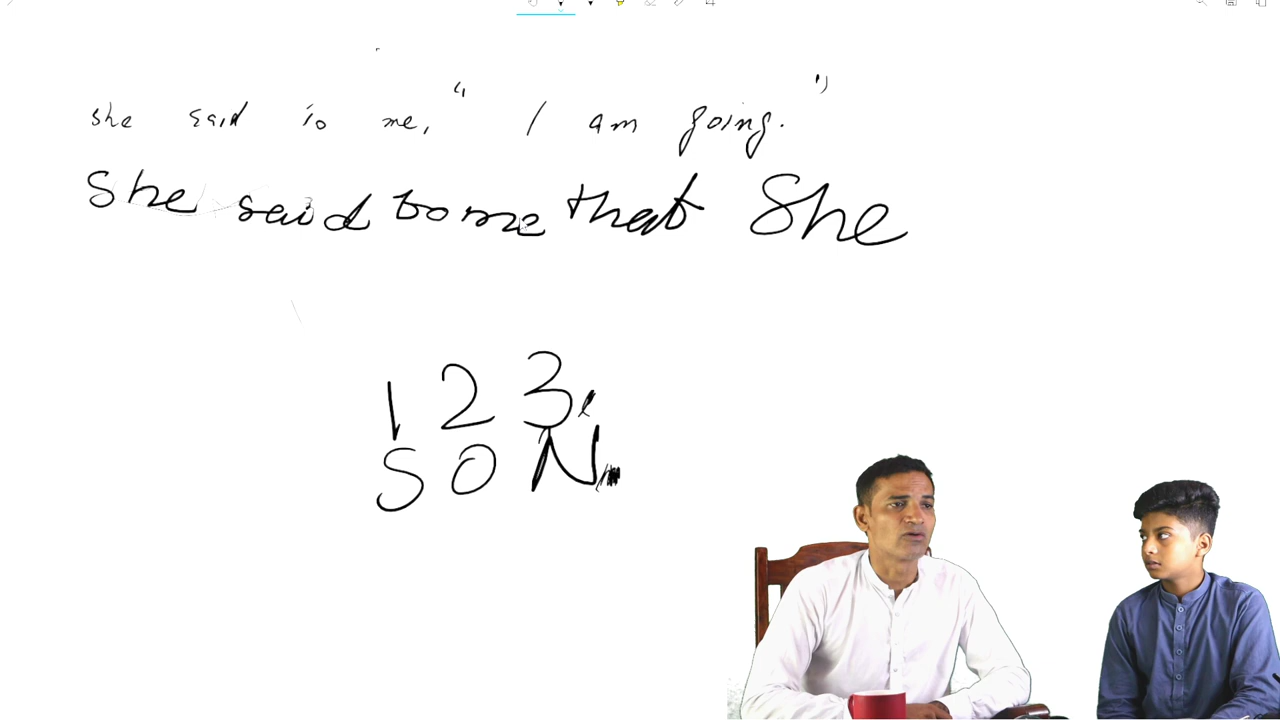 she said to me, " I am going. "
She said to me that She
1 2 3
S O N